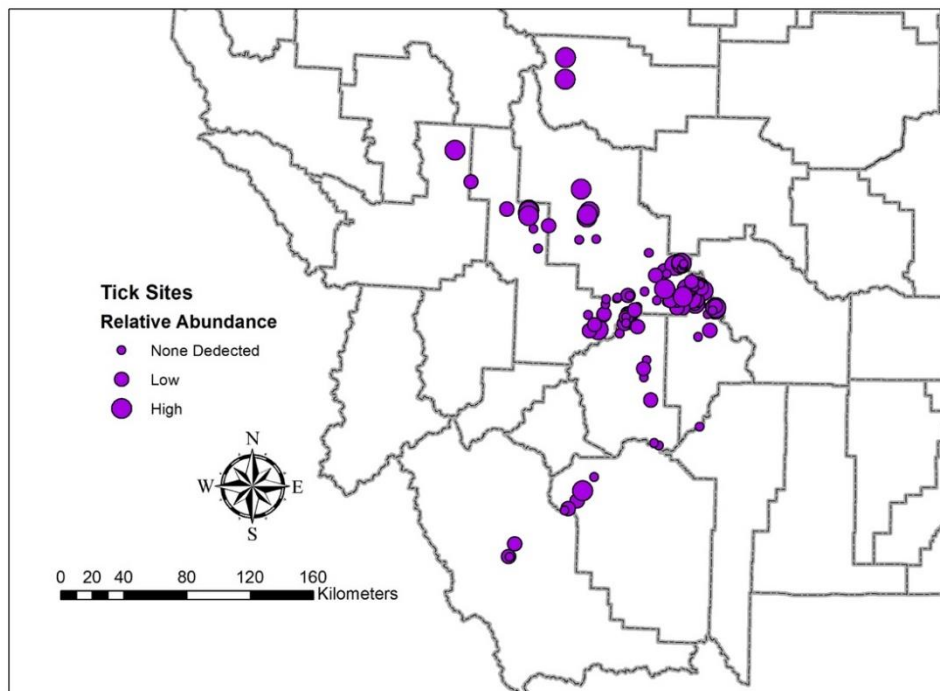 Tick Sites
Relative Abundance
None Dedected
Low
High
N
W E
S
0 20 40 80 120 160
Kilometers